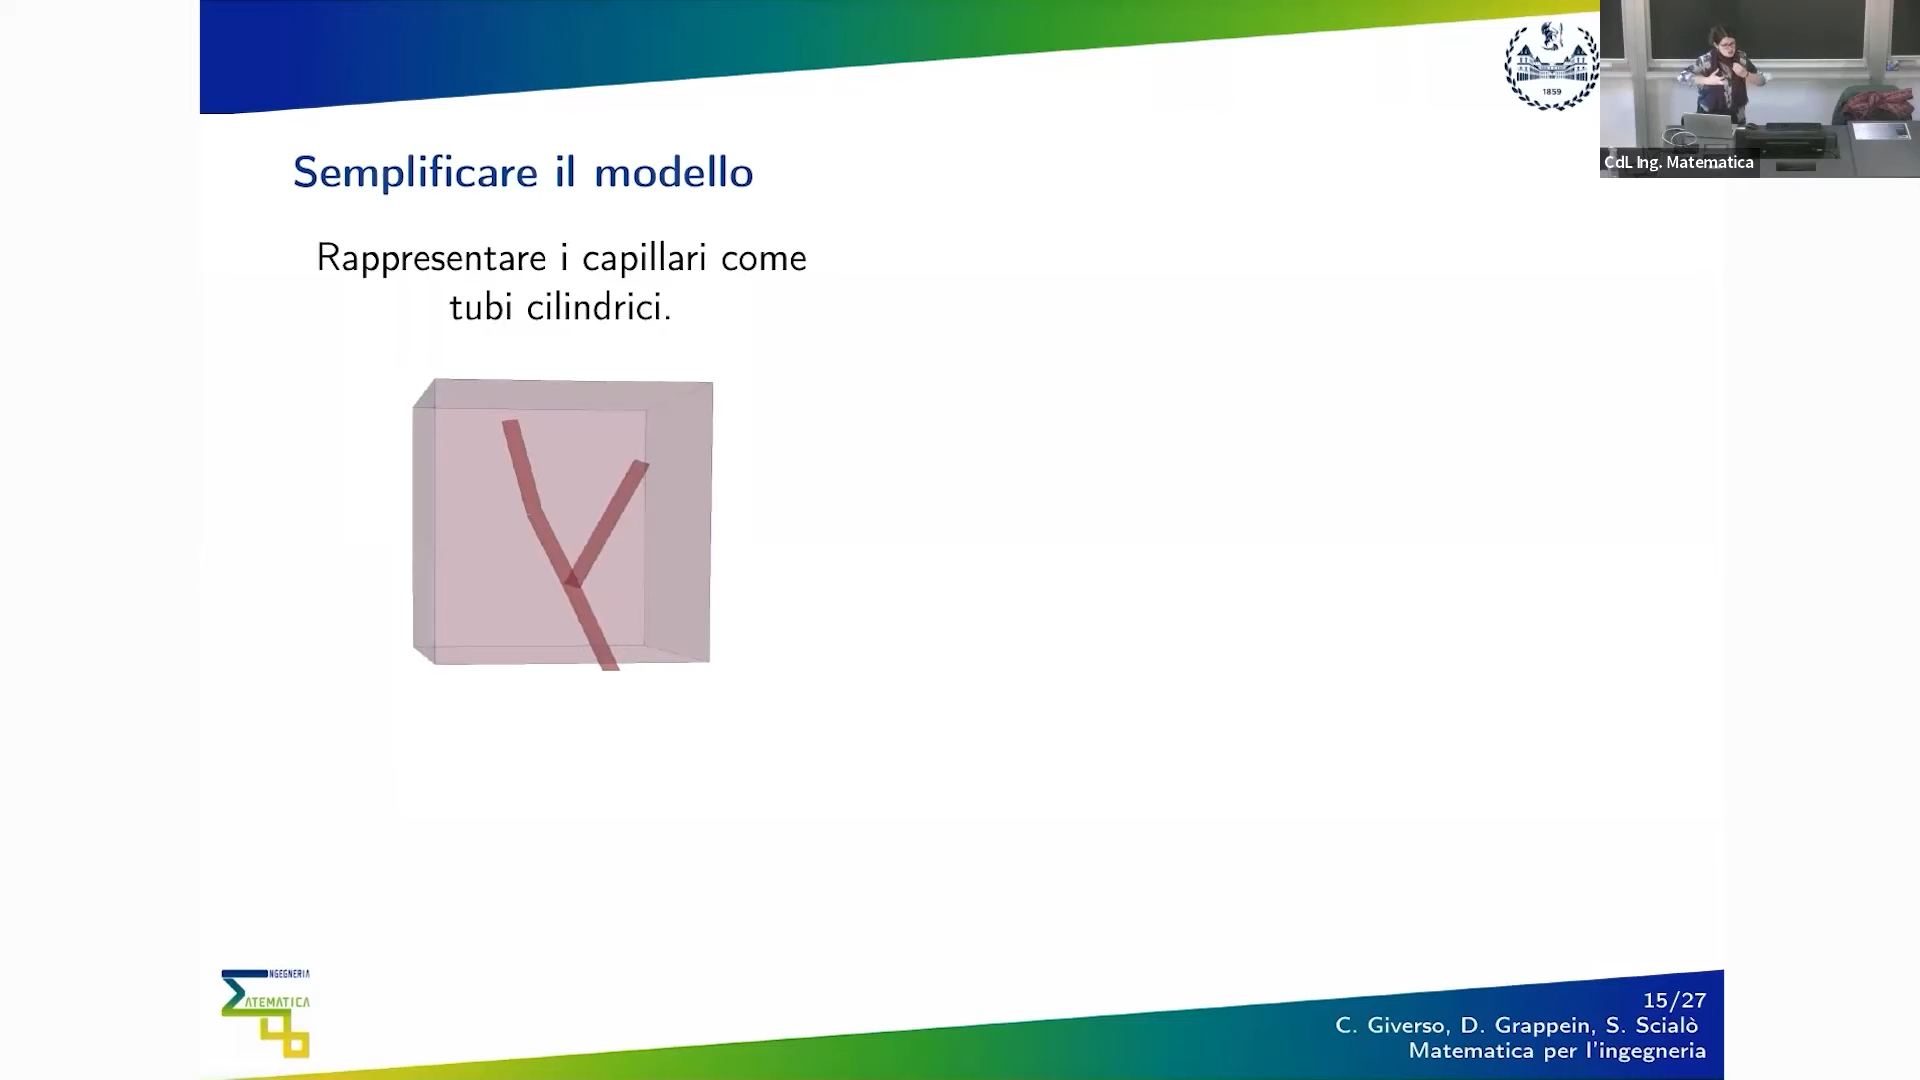 1859
CdL Ing. Matematica
Semplificare il modello
Rappresentare i capillari come
tubi cilindrici.
NGEGNERIA
ATEMATICA
15/27
C. Giverso, D. Grappein, S. Scialò
Matematica per l'ingegneria